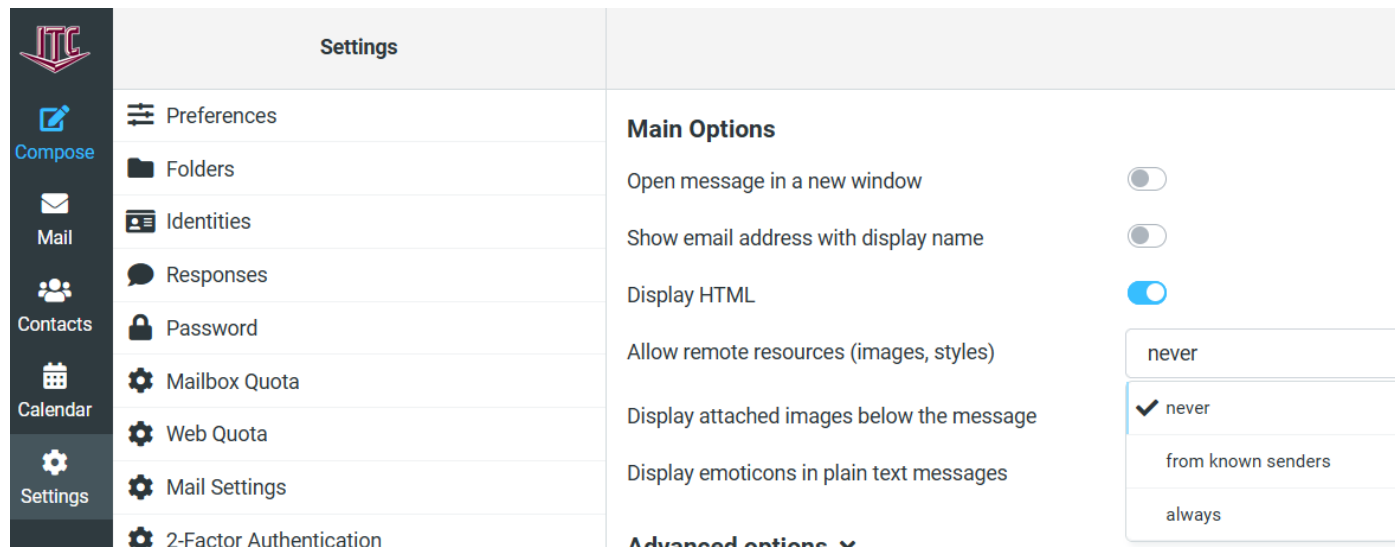 ITC
Compose
Mail
Contacts
Calendar
Settings
Settings
Preferences
Folders
Identities
Responses
Password
Mailbox Quota
Web Quota
Mail Settings
2-Factor Authentication
Main Options
Open message in a new window
Show email address with display name
Display HTML
Allow remote resources (images, styles)
never
never
from known senders
always
Display attached images below the message
Display emoticons in plain text messages
Advanced options